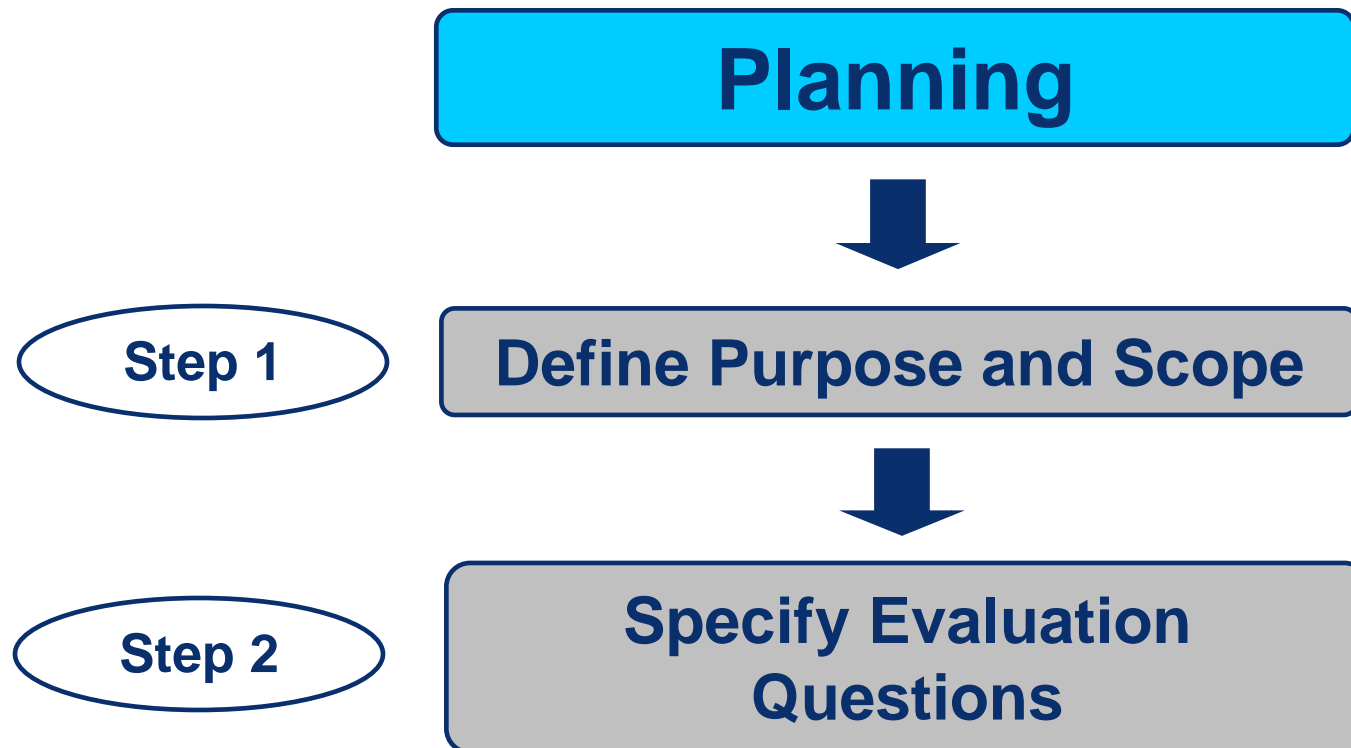 Planning
Step 1
Define Purpose and Scope
Step 2
Specify Evaluation
Questions